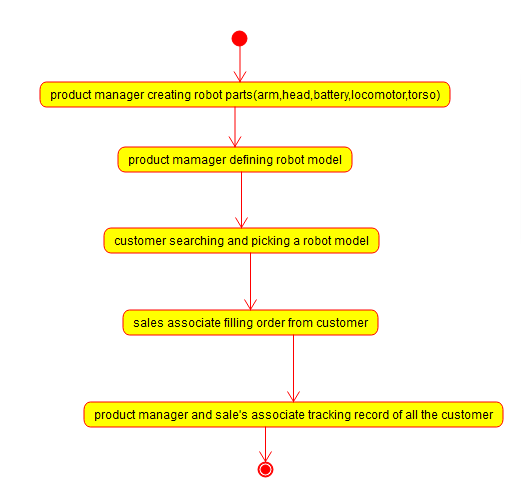 product manager creating robot parts(arm,head,battery,locomotor,torso)
product mamager defining robot model
customer searching and picking a robot model
sales associate filling order from customer
product manager and sale's associate tracking record of all the customer